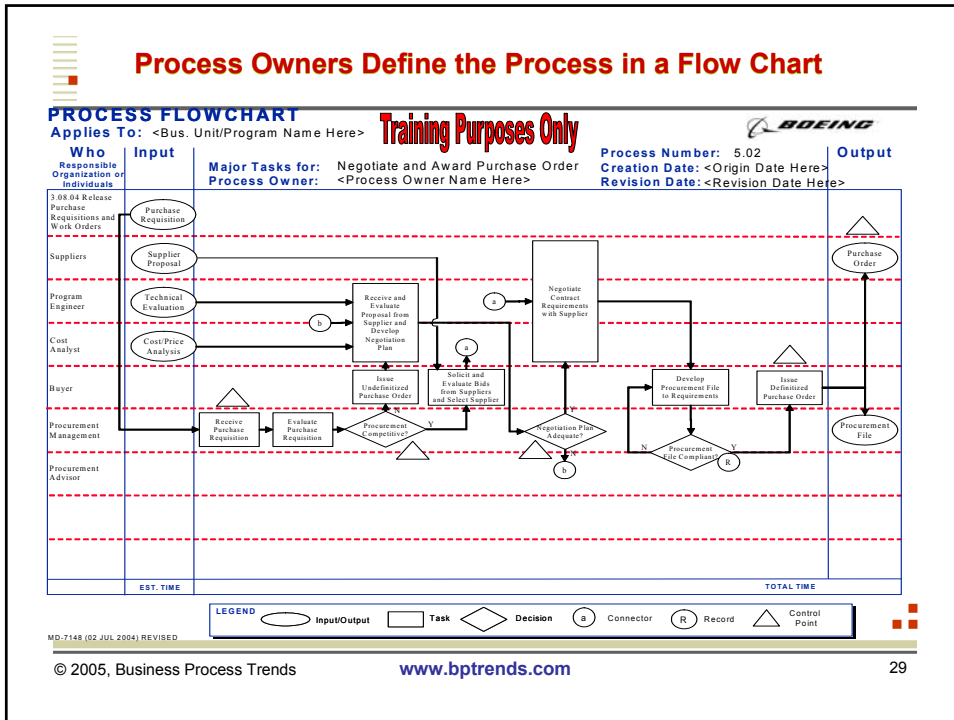 Process Owners Define the Process in a Flow Chart
PROCESS FLOWCHART
Applies To: <Bus. Unit/Program Name Here>
Training Purposes Only
BOEING
Who
Responsible
Organization or
Individuals
Input
Major Tasks for: Negotiate and Award Purchase Order
Process Owner: <Process Owner Name Here>
Process Number: 5.02
Creation Date: <Origin Date Here>
Revision Date: <Revision Date Here>
Output
3.08.04 Release
Purchase
Requisitions and
Work Orders
Purchase
Requisition
Suppliers
Supplier
Proposal
Purchase
Order
Program
Engineer
Technical
Evaluation
Receive and
Evaluate
Proposal from
Supplier and
Develop
Negotiation
Plan
a
Negotiate
Contract
Requirements
with Supplier
b
Cost
Analyst
Cost/Price
Analysis
a
Buyer
Issue
Undefinitized
Purchase Order
Solicit and
Evaluate Bids
from Suppliers
and Select Supplier
Develop
Procurement File
to Requirements
Issue
Definitized
Purchase Order
Procurement
Management
Receive
Purchase
Requisition
Evaluate
Purchase
Requisition
N
Procurement
Competitive?
Y
Y
Negotiation Plan
Adequate?
N
b
N
Procurement
File Compliant?
Y
R
Procurement
File
Procurement
Advisor
EST. TIME
TOTAL TIME
LEGEND
Input/Output
Task
Decision
a
Connector
R
Record
Control
Point
MD-7148 (02 JUL 2004) REVISED
© 2005, Business Process Trends
www.bptrends.com
29